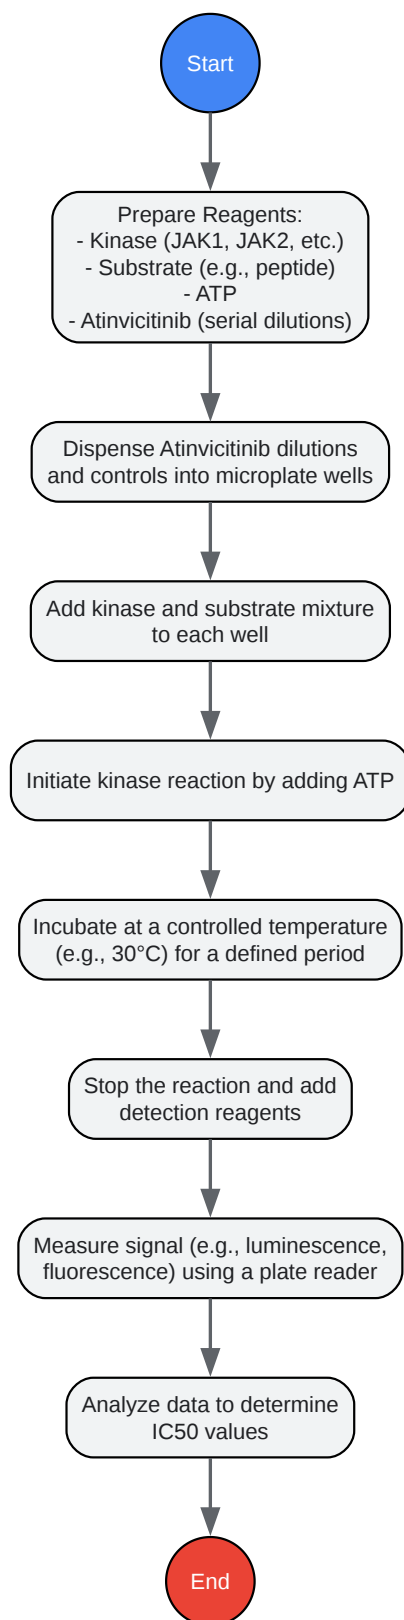 Start
Prepare Reagents:
- Kinase (JAK1, JAK2, etc.)
- Substrate (e.g., peptide)
- ATP
- Atinvicitinib (serial dilutions)
Dispense Atinvicitinib dilutions
and controls into microplate wells
Add kinase and substrate mixture
to each well
Initiate kinase reaction by adding ATP
Incubate at a controlled temperature
(e.g., 30°C) for a defined period
Stop the reaction and add
detection reagents
Measure signal (e.g., luminescence,
fluorescence) using a plate reader
Analyze data to determine
IC50 values
End